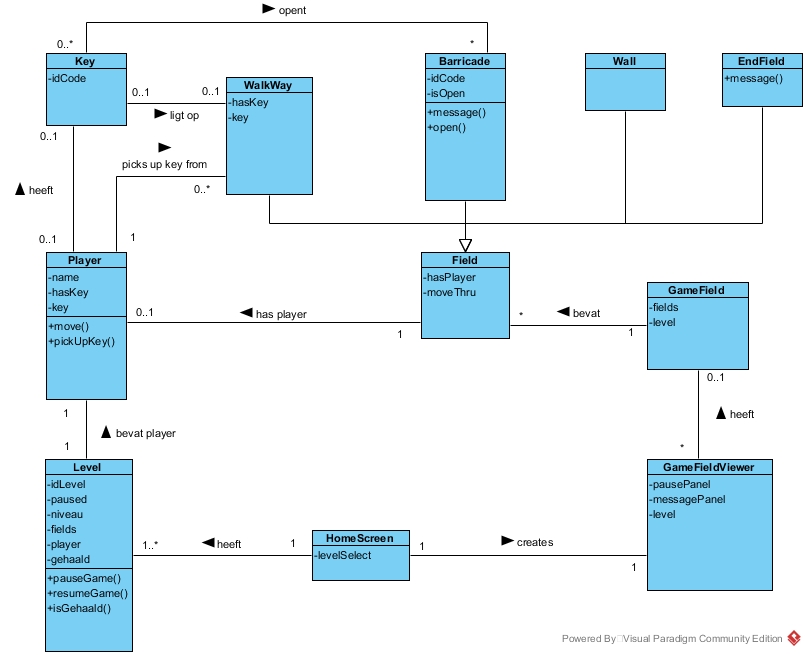 opent
0..*
*
Key
-idCode
0..1
0..1
ligt op
WalkWay
-hasKey
-key
Barricade
-idCode
-isOpen
+message()
+open()
Wall
EndField
+message()
0..1
heeft
0..1
picks up key from
0..*
1
Player
-name
-hasKey
-key
+move()
+pickUpKey()
0..1
has player
1
Field
-hasPlayer
-moveThru
*
bevat
1
GameField
-fields
-level
0..1
heeft
*
1
bevat player
1
Level
-idLevel
-paused
-niveau
-fields
-player
-gehaald
+pauseGame()
+resumeGame()
+isGehaald()
1..*
heeft
1
HomeScreen
-levelSelect
1
creates
1
GameFieldViewer
-pausePanel
-messagePanel
-level
Powered By Visual Paradigm Community Edition